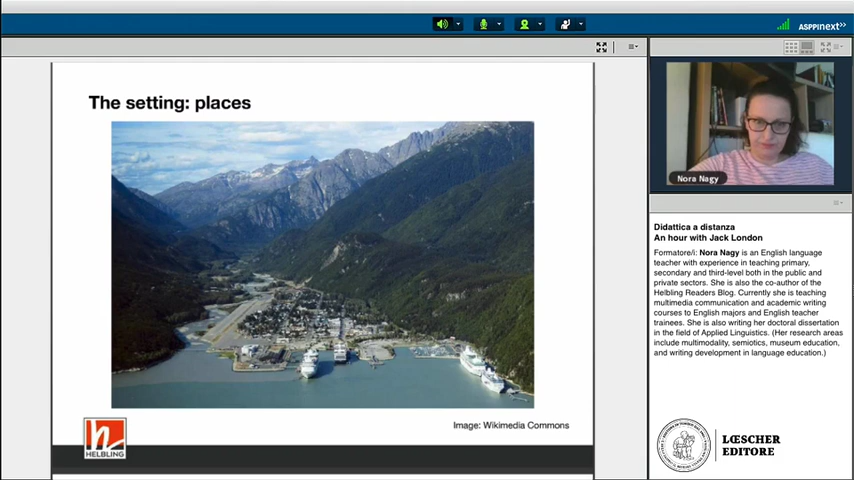 ASPPInext>>
The setting: places
Image: Wikimedia Commons
HELBLING
Nora Nagy
Didattica a distanza
An hour with Jack London
Formatore/i: Nora Nagy is an English language
teacher with experience in teaching primary,
secondary and third-level both in the public and
private sectors. She is also the co-author of the
Helbling Readers Blog. Currently she is teaching
multimedia communication and academic writing
courses to English majors and English teacher
trainees. She is also writing her doctoral dissertation
in the field of Applied Linguistics. (Her research areas
include multimodality, semiotics, museum education,
and writing development in language education.)
LŒSCHER
EDITORE